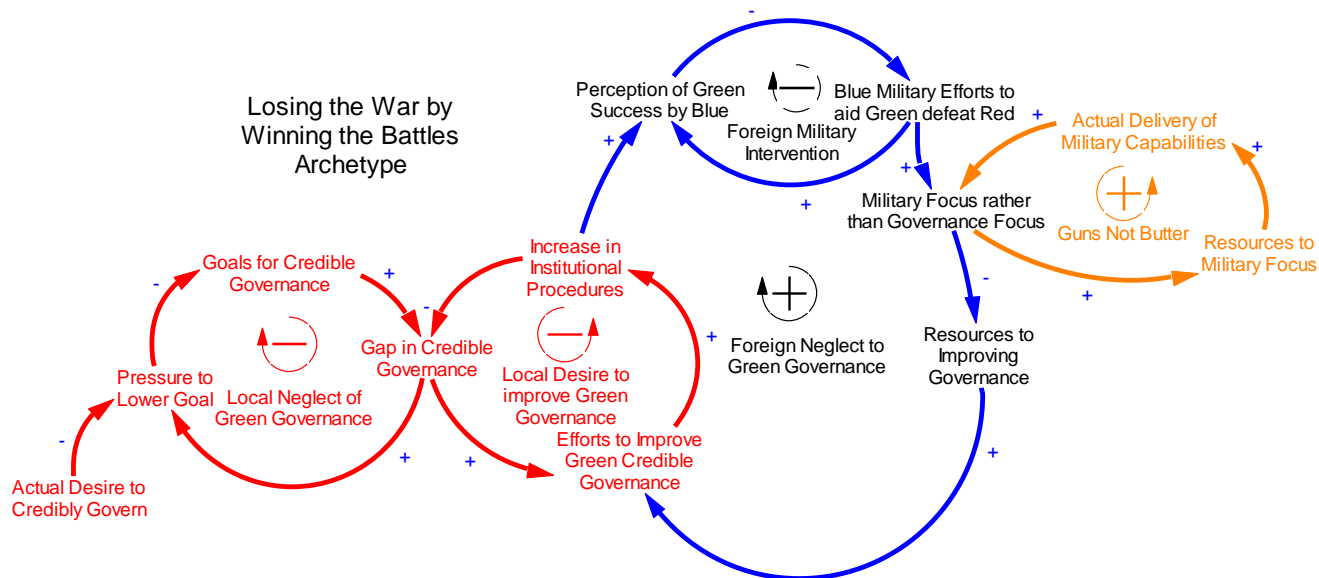 Losing the War by
Winning the Battles
Archetype
-
Perception of Green
Success by Blue
Foreign Military
Intervention
Blue Military Efforts to
aid Green defeat Red
+
+
+
+
Actual Delivery of
Military Capabilities
+
Guns Not Butter
Resources to
Military Focus
+
Military Focus rather
than Governance Focus
-
Resources to
Improving
Governance
+
Foreign Neglect to
Green Governance
Increase in
Institutional
Procedures
-
+
Local Desire to
improve Green
Governance
Efforts to Improve
Green Credible
Governance
Goals for Credible
Governance
+
-
Gap in Credible
Governance
Local Neglect of
Green Governance
Pressure to
Lower Goal
+
+
-
Actual Desire to
Credibly Govern